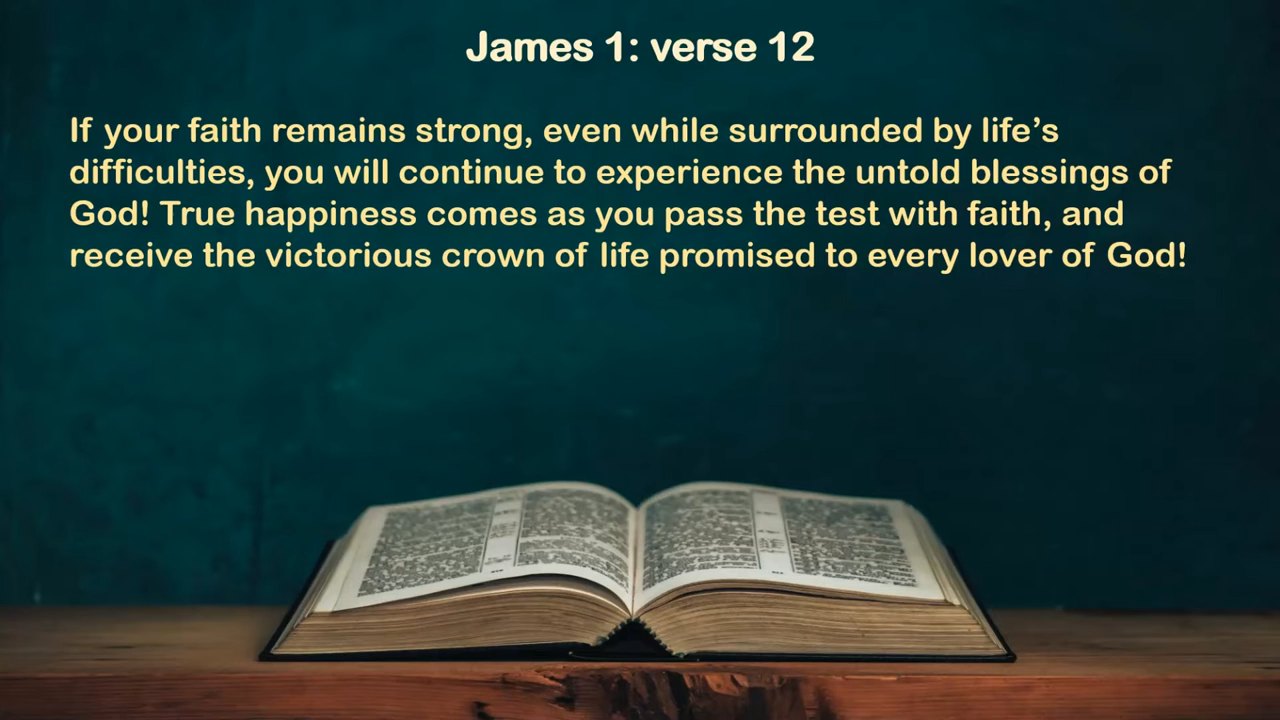 James 1: verse 12
If your faith remains strong, even while surrounded by life’s
difficulties, you will continue to experience the untold blessings of
God! True happiness comes as you pass the test with faith, and
receive the victorious crown of life promised to every lover of God!